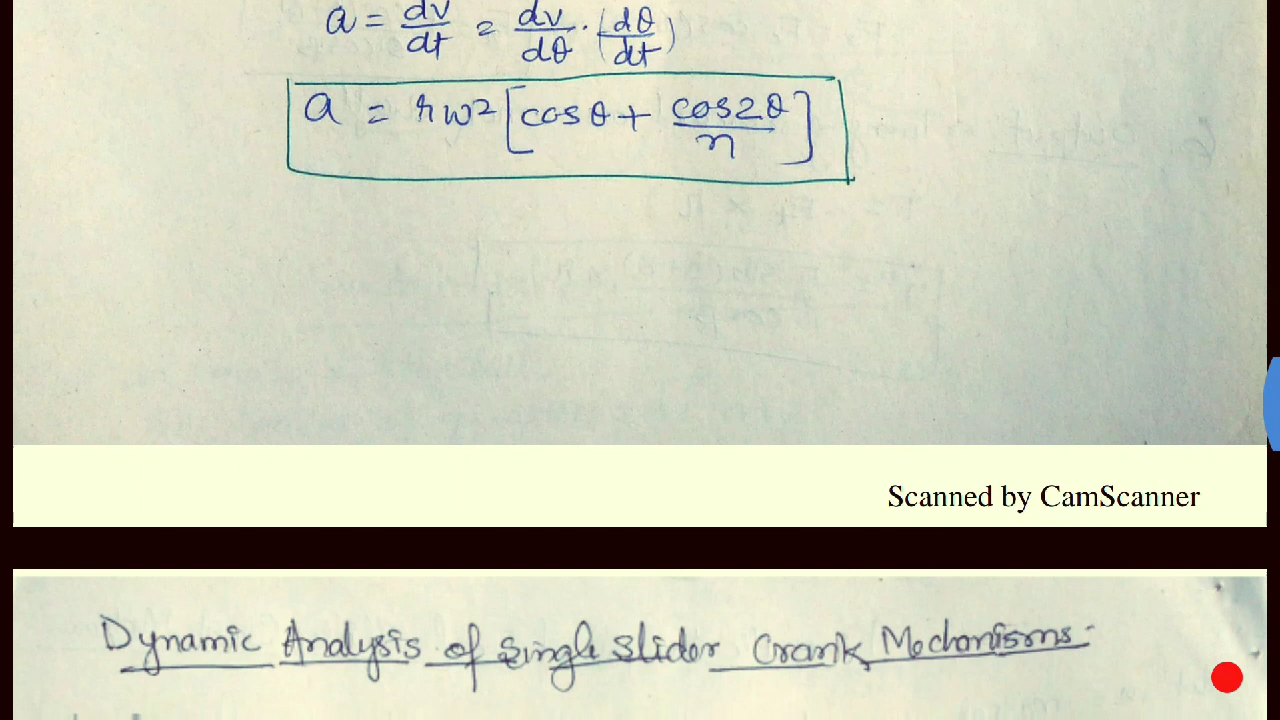 a = dv/dt = dv/dθ · (dθ/dt)
a = rω² [cosθ + cos2θ/n]
Scanned by CamScanner
Dynamic Analysis of Single Slider Crank Mechanisms.